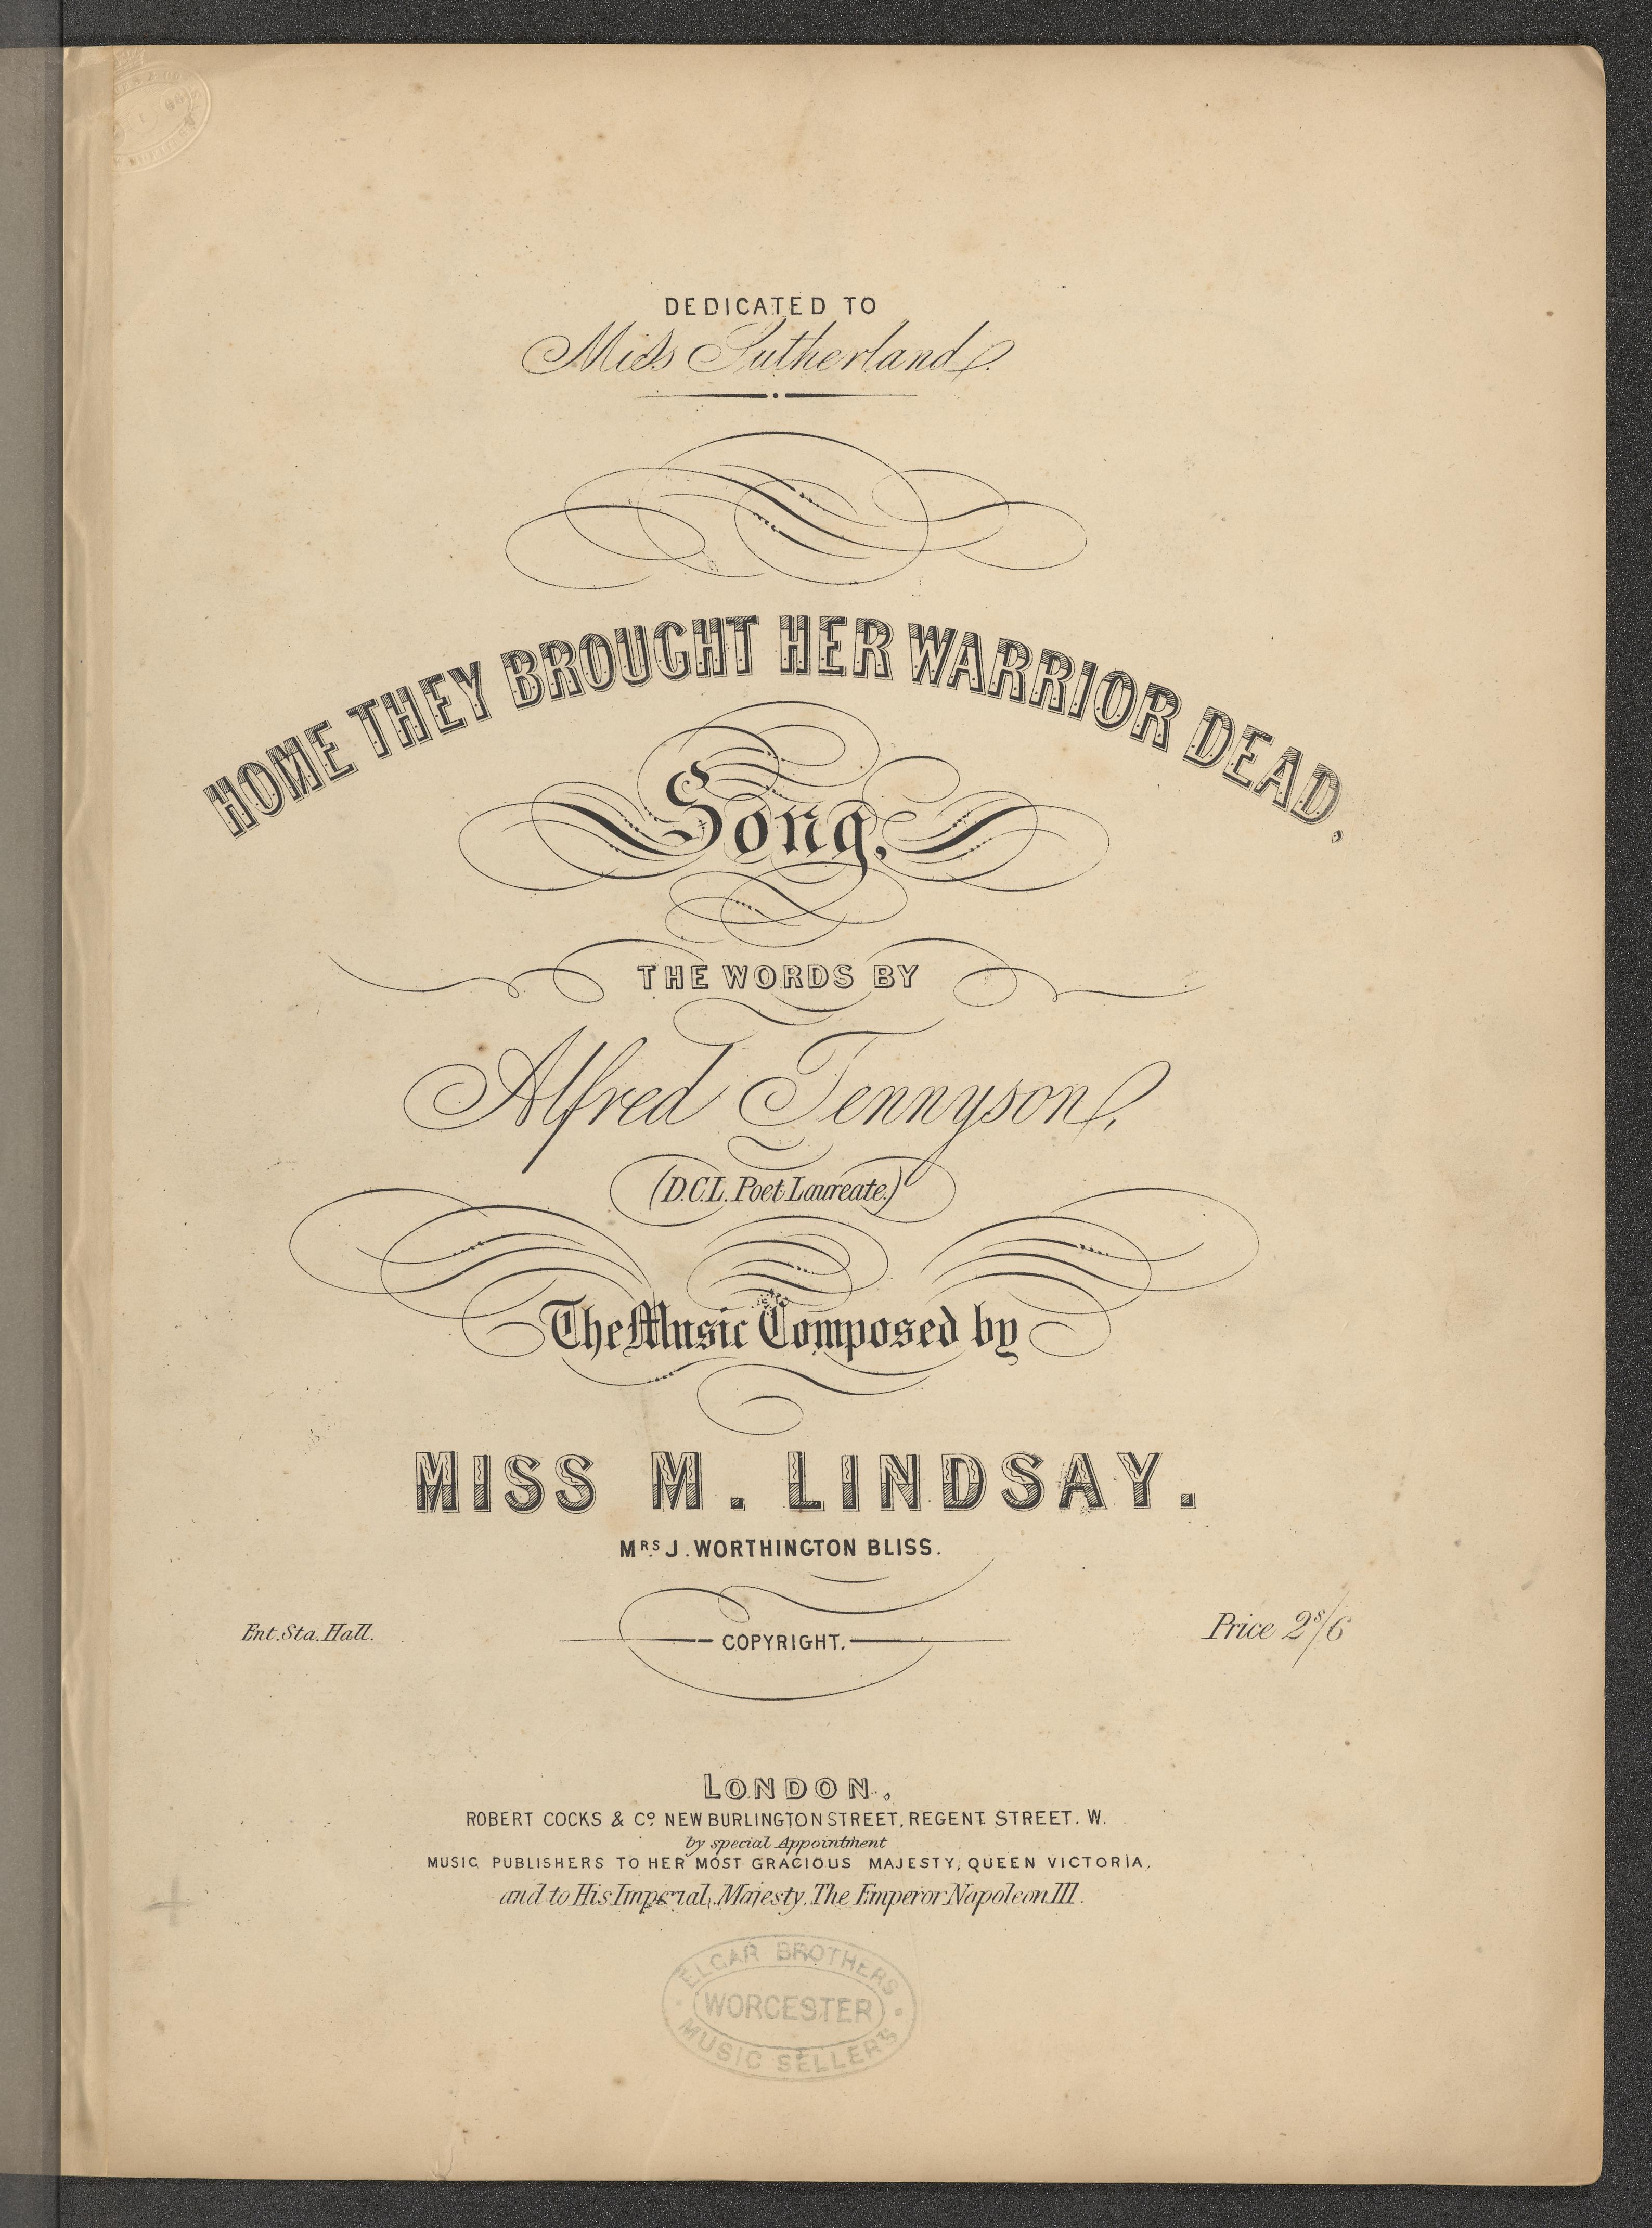 DEDICATED TO
Miss Sutherland.
HOME THEY BROUGHT HER WARRIOR DEAD,
Song,
THE WORDS BY
Alfred Tennyson,
(D.C.L. Poet Laureate.)
The Music Composed by
MISS M. LINDSAY.
MRS. J. WORTHINGTON BLISS.
Ent. Sta. Hall.
COPYRIGHT.
Price 2s/6
LONDON,
ROBERT COCKS & Co. NEW BURLINGTON STREET, REGENT STREET. W.
by special Appointment
MUSIC PUBLISHERS TO HER MOST GRACIOUS MAJESTY, QUEEN VICTORIA,
and to His Imperial Majesty. The Emperor Napoleon III.
ELGAR BROTHERS
WORCESTER
MUSIC SELLERS